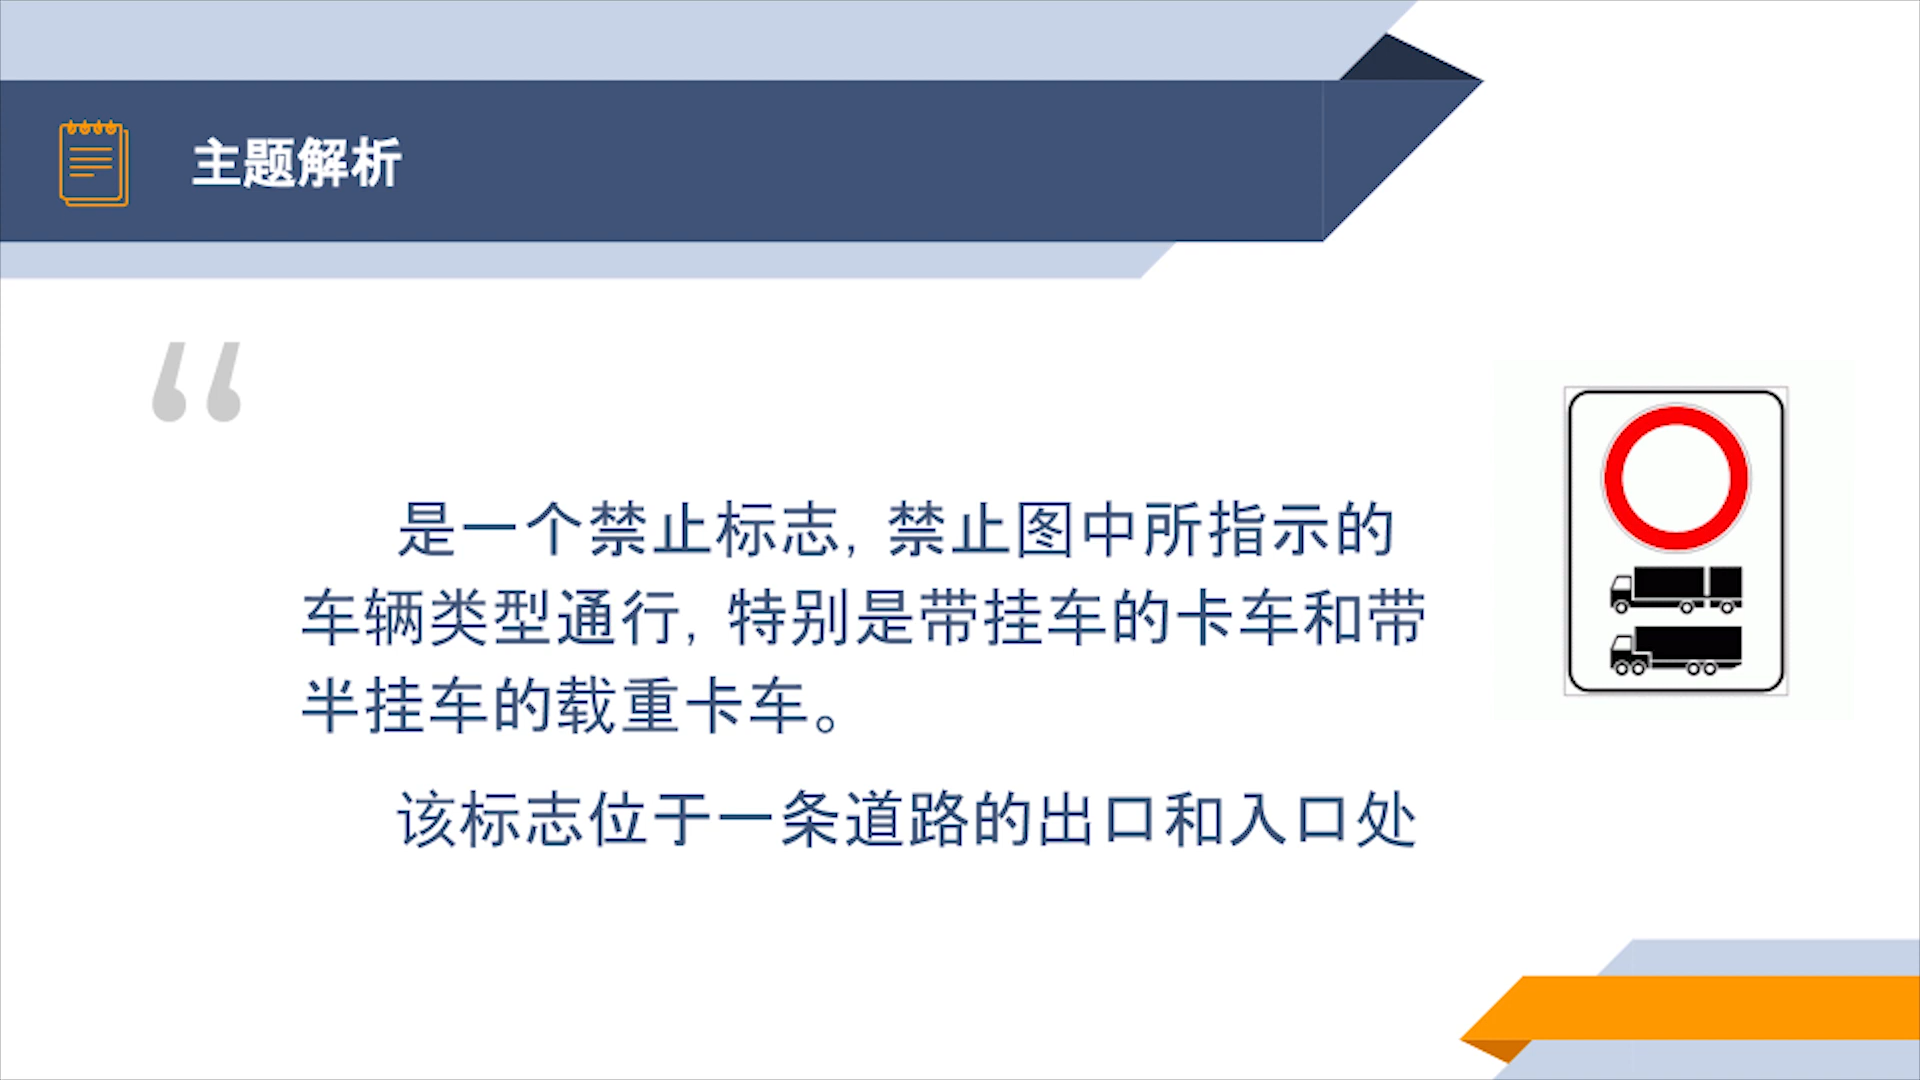 主题解析
是一个禁止标志, 禁止图中所指示的
车辆类型通行, 特别是带挂车的卡车和带
半挂车的载重卡车。
该标志位于一条道路的出口和入口处